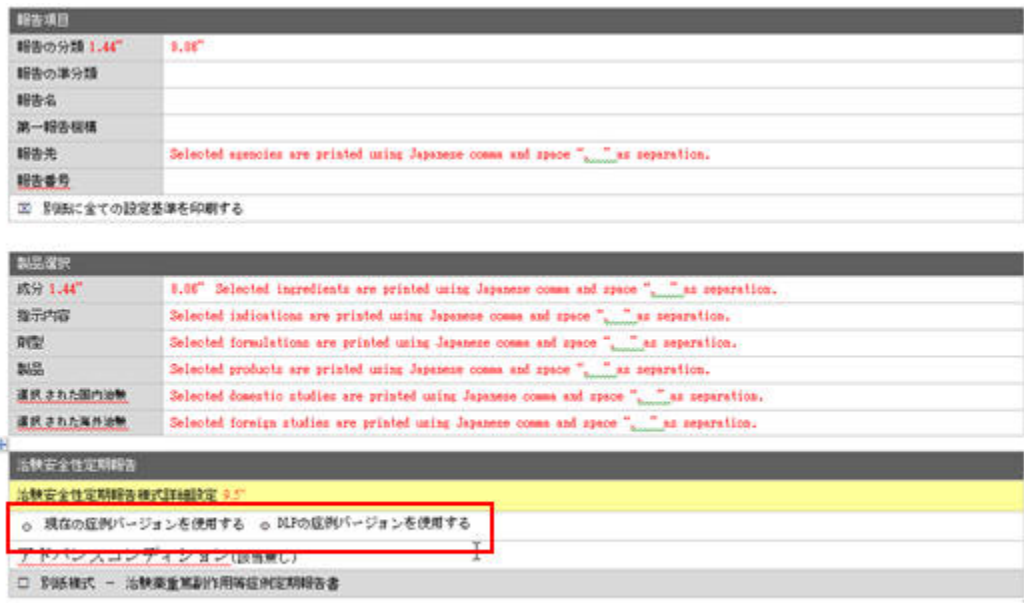 報告項目
報告の分類 1.44" 8.08"
報告の準分類
報告名
第一報告機構
報告先 Selected agencies are printed using Japanese comma and space "、 " as separation.
報告番号
別紙に全ての設定基準を印刷する
製品選択
成分 1.44" 8.08" Selected ingredients are printed using Japanese comma and space "、 " as separation.
指示内容 Selected indications are printed using Japanese comma and space "、 " as separation.
剤型 Selected formulations are printed using Japanese comma and space "、 " as separation.
製品 Selected products are printed using Japanese comma and space "、 " as separation.
選択された国内治験 Selected domestic studies are printed using Japanese comma and space "、 " as separation.
選択された海外治験 Selected foreign studies are printed using Japanese comma and space "、 " as separation.
治験安全性定期報告
治験安全性定期報告様式詳細設定 9.5"
現在の症例バージョンを使用する DLPの症例バージョンを使用する
アドバンスコンディション(該当無し)
別紙様式 - 治験薬重篤副作用等症例定期報告書